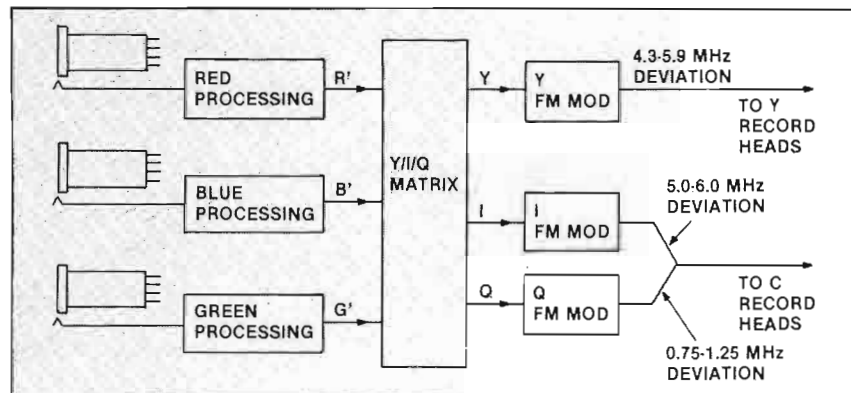 RED
PROCESSING
R'
BLUE
PROCESSING
B'
GREEN
PROCESSING
G'
Y/I/Q
MATRIX
Y
Y
FM MOD
4.3-5.9 MHz
DEVIATION
TO Y
RECORD
HEADS
I
I
FM MOD
5.0-6.0 MHz
DEVIATION
Q
Q
FM MOD
TO C
RECORD
HEADS
0.75-1.25 MHz
DEVIATION